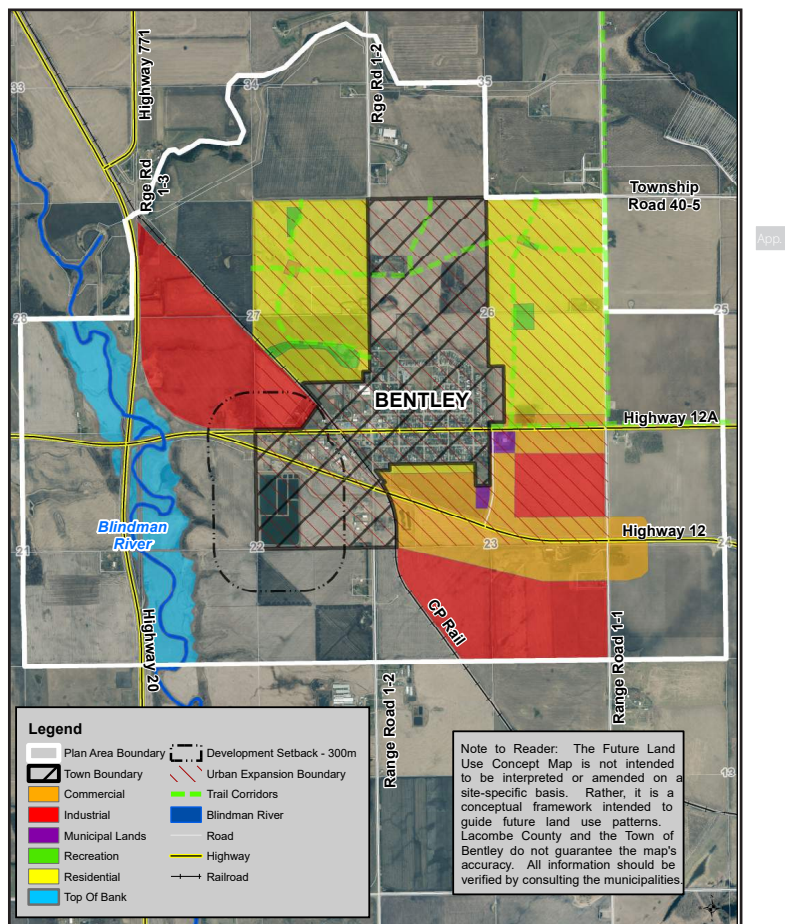 Highway 771
Rge Rd 1-2
33
34
35
Rge Rd
1-3
Township
Road 40-5
App.
28
27
26
25
BENTLEY
Highway 12A
Blindman
River
Highway 12
21
22
23
24
CP Rail
Highway 20
Range Road 1-2
Range Road 1-1
13
Legend
Plan Area Boundary
Development Setback - 300m
Town Boundary
Urban Expansion Boundary
Commercial
Trail Corridors
Industrial
Blindman River
Municipal Lands
Road
Recreation
Highway
Residential
Railroad
Top Of Bank
Note to Reader: The Future Land
Use Concept Map is not intended
to be interpreted or amended on a
site-specific basis. Rather, it is a
conceptual framework intended to
guide future land use patterns.
Lacombe County and the Town of
Bentley do not guarantee the map's
accuracy. All information should be
verified by consulting the municipalities.